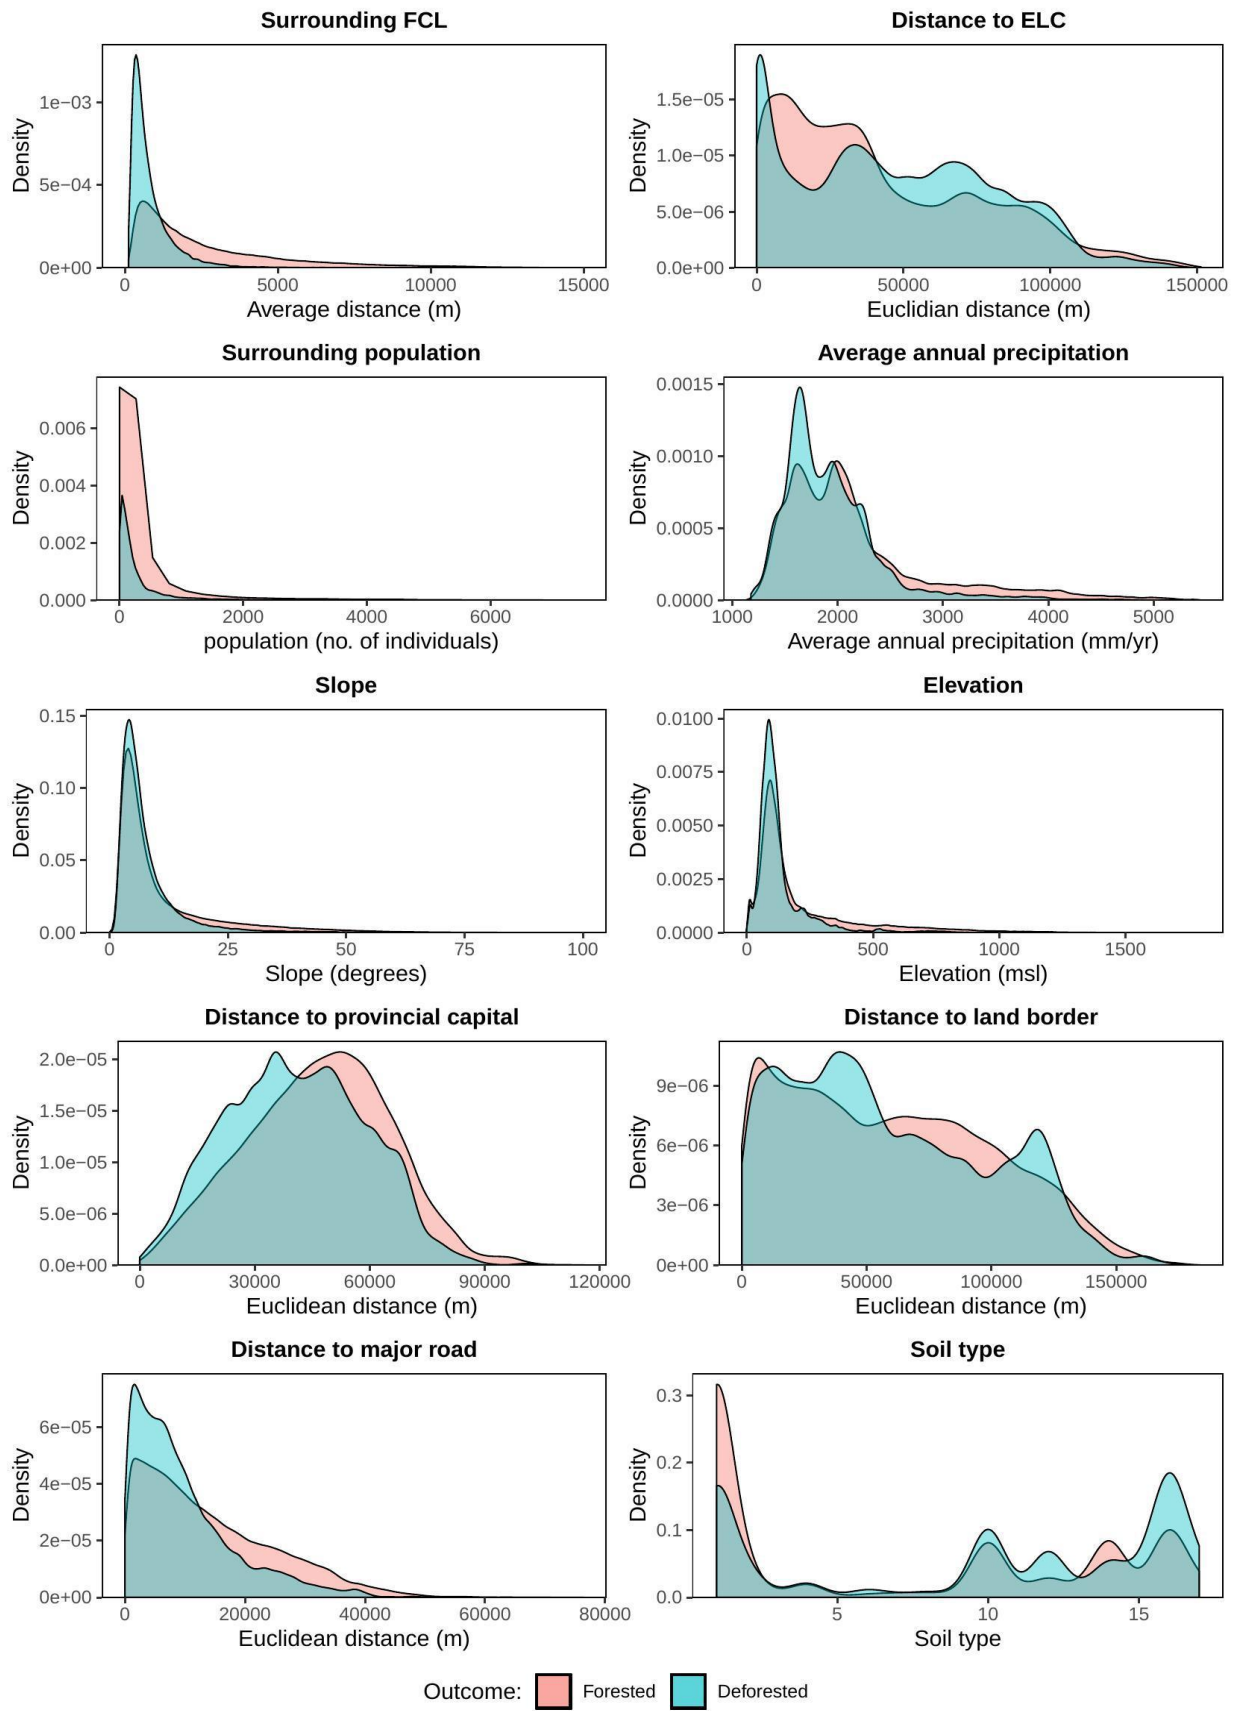 Surrounding FCL
Density
1e−03
5e−04
0e+00
0 5000 10000 15000
Average distance (m)
Distance to ELC
Density
1.5e−05
1.0e−05
5.0e−06
0.0e+00
0 50000 100000 150000
Euclidian distance (m)
Surrounding population
Density
0.006
0.004
0.002
0.000
0 2000 4000 6000
population (no. of individuals)
Average annual precipitation
Density
0.0015
0.0010
0.0005
0.0000
1000 2000 3000 4000 5000
Average annual precipitation (mm/yr)
Slope
Density
0.15
0.10
0.05
0.00
0 25 50 75 100
Slope (degrees)
Elevation
Density
0.0100
0.0075
0.0050
0.0025
0.0000
0 500 1000 1500
Elevation (msl)
Distance to provincial capital
Density
2.0e−05
1.5e−05
1.0e−05
5.0e−06
0.0e+00
0 30000 60000 90000 120000
Euclidean distance (m)
Distance to land border
Density
9e−06
6e−06
3e−06
0e+00
0 50000 100000 150000
Euclidean distance (m)
Distance to major road
Density
6e−05
4e−05
2e−05
0e+00
0 20000 40000 60000 80000
Euclidean distance (m)
Soil type
Density
0.3
0.2
0.1
0.0
5 10 15
Soil type
Outcome: Forested Deforested